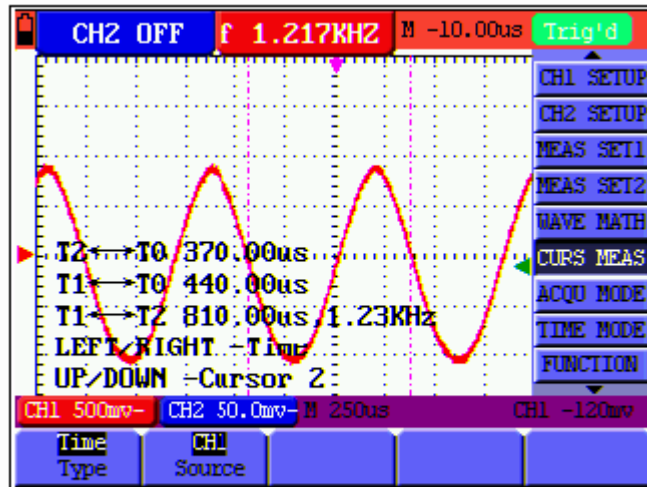 CH2 OFF f 1.217KHZ M -10.00us Trig'd
CH1 SETUP
CH2 SETUP
MEAS SET1
MEAS SET2
WAVE MATH
CURS MEAS
ACQU MODE
TIME MODE
FUNCTION
T2←→T0 370.00us
T1←→T0 440.00us
T1←→T2 810.00us,1.23KHz
LEFT/RIGHT -Time
UP/DOWN -Cursor 2
CH1 500mv- CH2 50.0mv- M 250us CH1 -120mv
Time
Type
CH1
Source